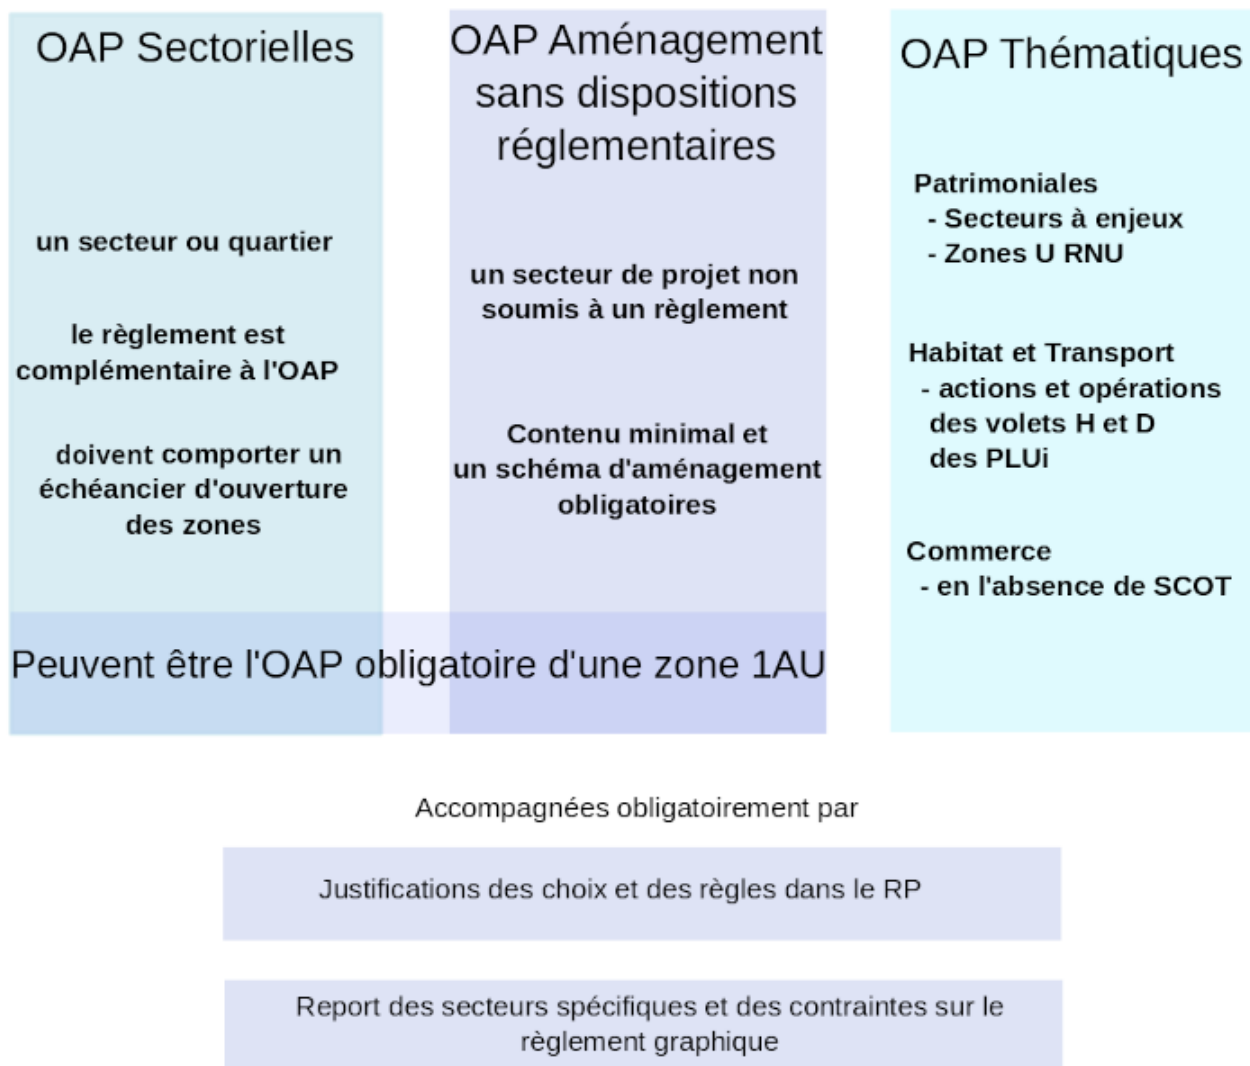 OAP Sectorielles
un secteur ou quartier
le règlement est
complémentaire à l'OAP
doivent comporter un
échéancier d'ouverture
des zones
OAP Aménagement
sans dispositions
réglementaires
un secteur de projet non
soumis à un règlement
Contenu minimal et
un schéma d'aménagement
obligatoires
Peuvent être l'OAP obligatoire d'une zone 1AU
OAP Thématiques
Patrimoniales
- Secteurs à enjeux
- Zones U RNU
Habitat et Transport
- actions et opérations
des volets H et D
des PLUi
Commerce
- en l'absence de SCOT
Accompagnées obligatoirement par
Justifications des choix et des règles dans le RP
Report des secteurs spécifiques et des contraintes sur le
règlement graphique